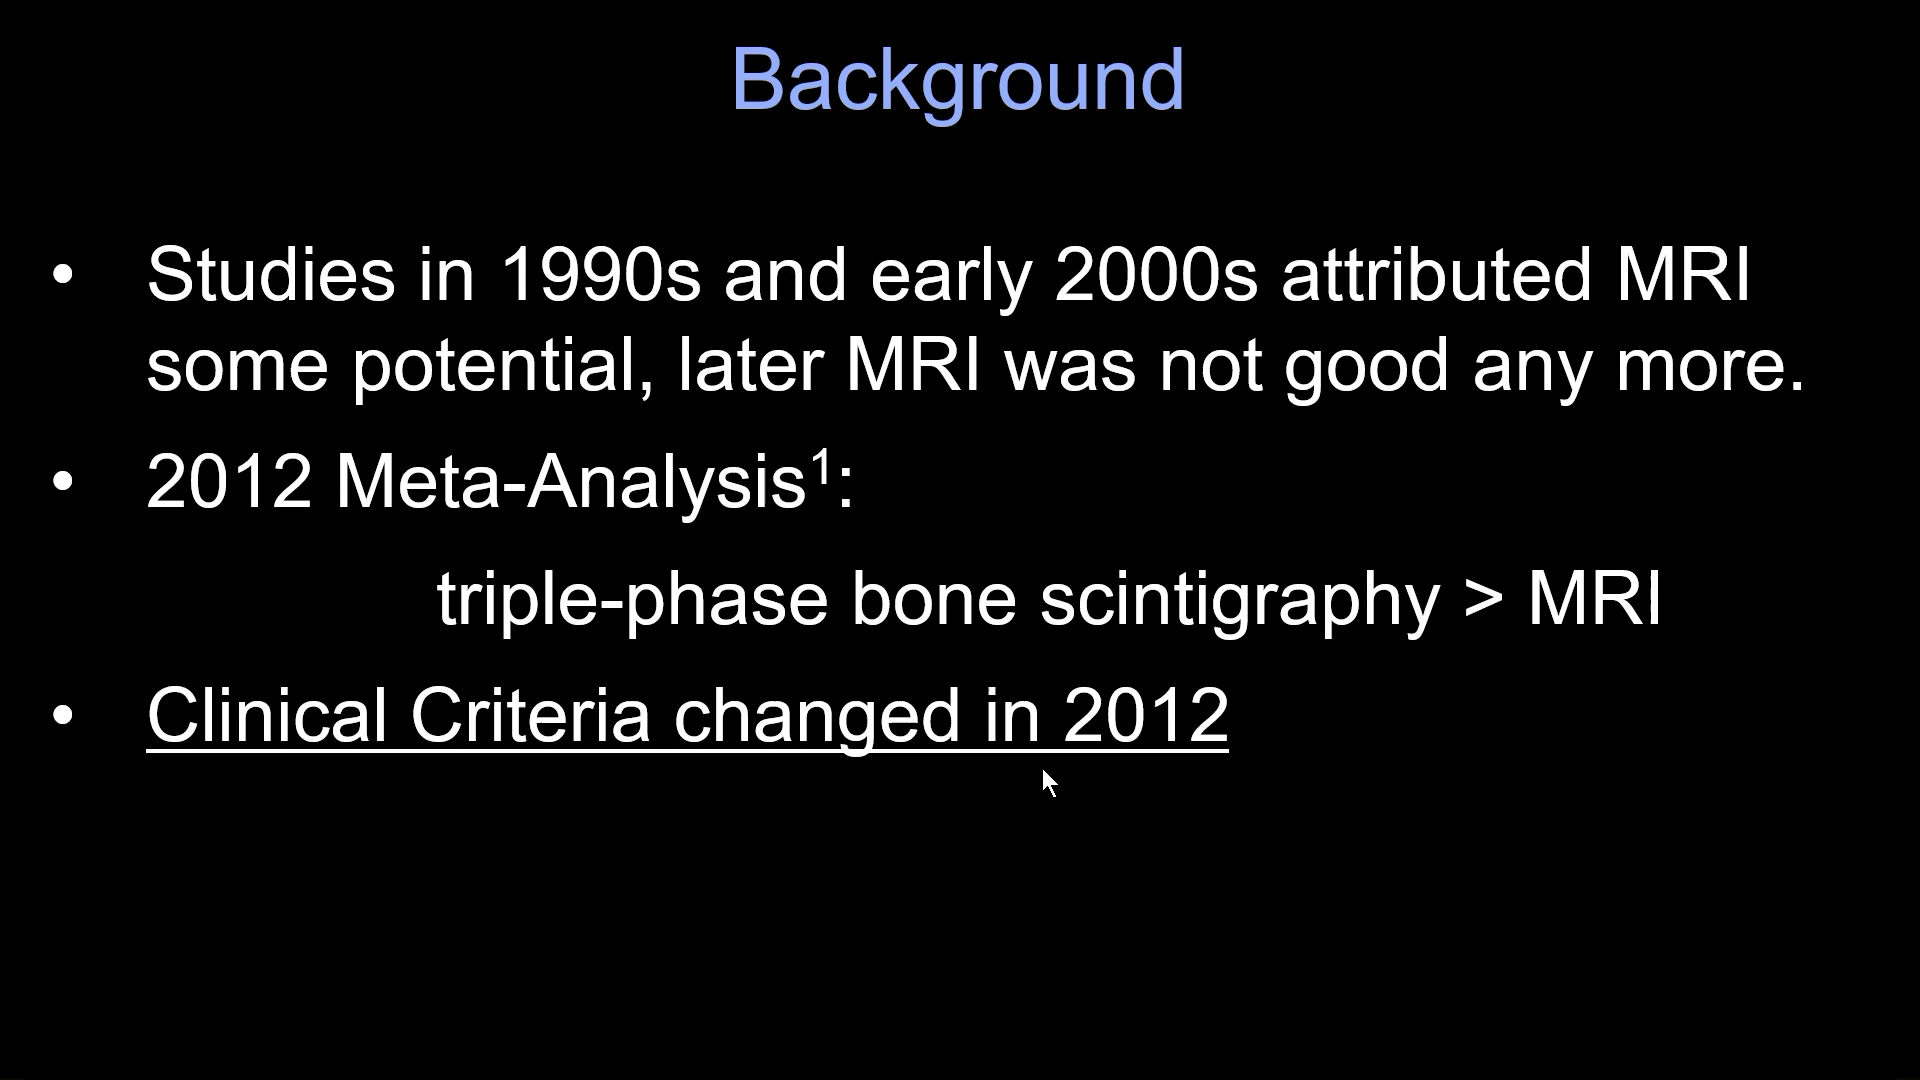 Background
• Studies in 1990s and early 2000s attributed MRI
some potential, later MRI was not good any more.
• 2012 Meta-Analysis¹:
triple-phase bone scintigraphy > MRI
• Clinical Criteria changed in 2012